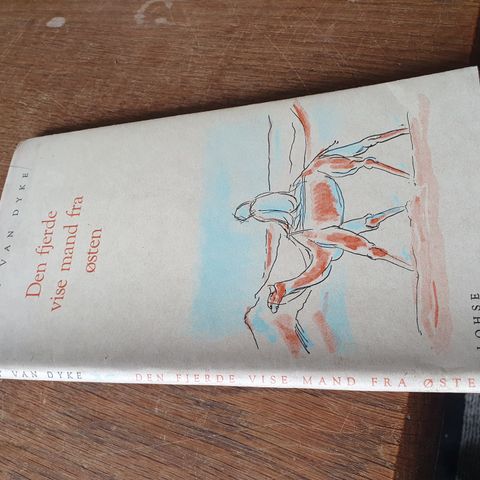 VAN DYKE
Den fjerde
vise mand fra
østen
LOHSE
VAN DYKE DEN FJERDE VISE MAND FRA ØSTE